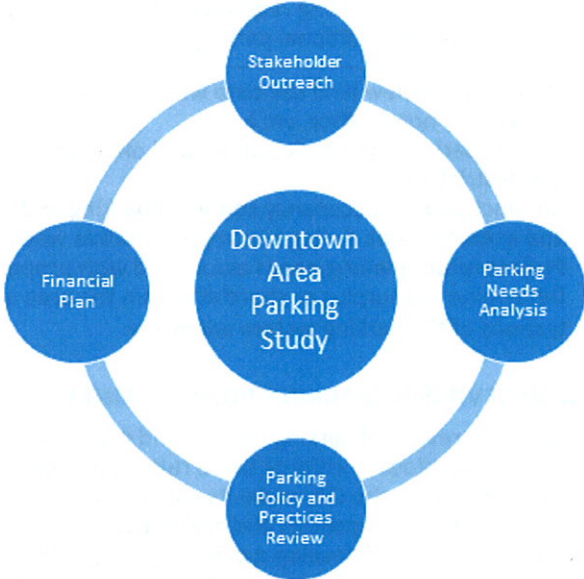 Stakeholder
Outreach
Financial
Plan
Downtown
Area
Parking
Study
Parking
Needs
Analysis
Parking
Policy and
Practices
Review